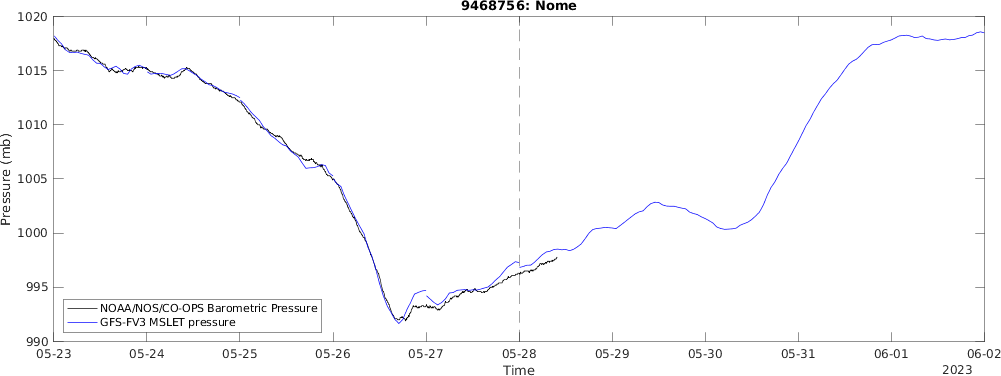 9468756: Nome
Pressure (mb)
1020
1015
1010
1005
1000
995
990
NOAA/NOS/CO-OPS Barometric Pressure
GFS-FV3 MSLET pressure
05-23 05-24 05-25 05-26 05-27 05-28 05-29 05-30 05-31 06-01 06-02
Time
2023